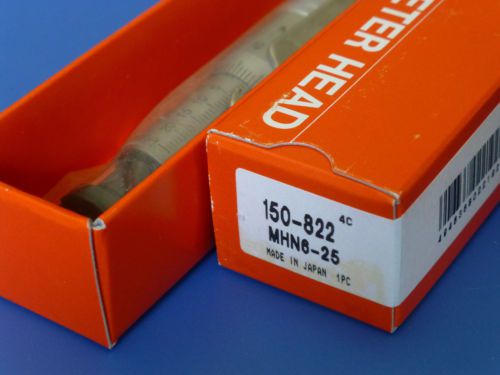 ETER HEAD
150-822 4C
MHN6-25
MADE IN JAPAN 1PC